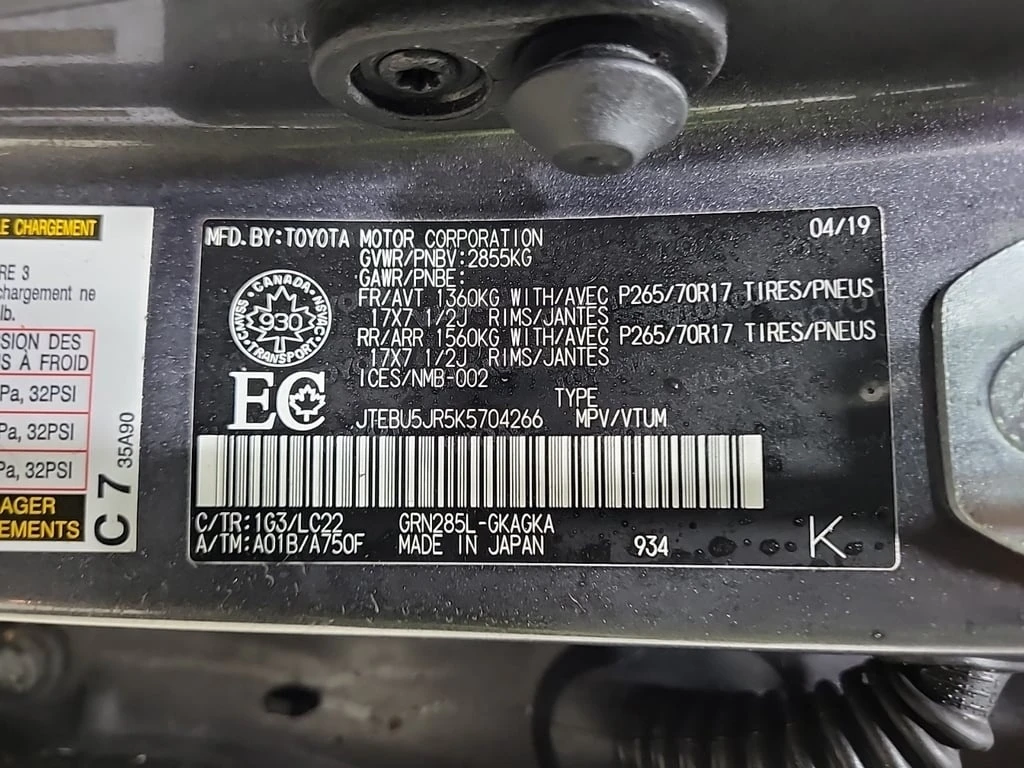 LE CHARGEMENT
RE 3
chargement ne
lb.
SSION DES
S À FROID
Pa, 32PSI
Pa, 32PSI
Pa, 32PSI
AGER
EMENTS
C 7 35A90
MFD. BY: TOYOTA MOTOR CORPORATION 04/19
GVWR/PNBV: 2855KG
GAWR/PNBE:
FR/AVT 1360KG WITH/AVEC P265/70R17 TIRES/PNEUS
17X7 1/2J RIMS/JANTES
RR/ARR 1560KG WITH/AVEC P265/70R17 TIRES/PNEUS
17X7 1/2J RIMS/JANTES
ICES/NMB-002
CANADA
930
TRANSPORT
EC
TYPE
JTEBU5JR5K5704266 MPV/VTUM
C/TR: 1G3/LC22 GRN285L-GKAGKA
A/TM: A01B/A750F MADE IN JAPAN 934 K